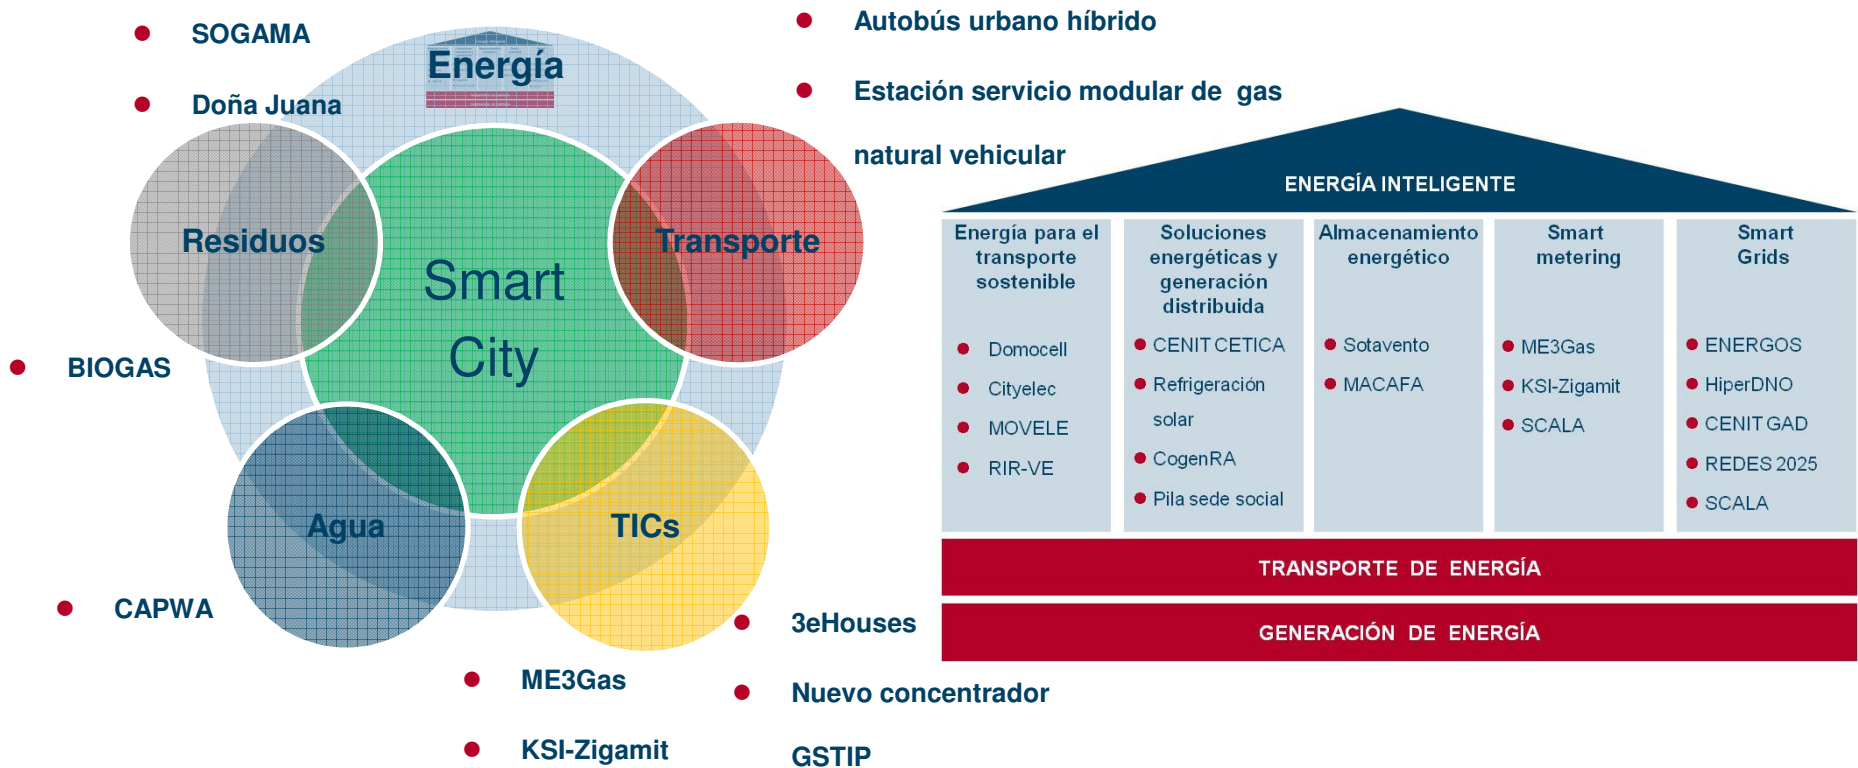 SOGAMA
Doña Juana
Energía
Residuos
Transporte
Smart
City
BIOGAS
Agua
TICs
CAPWA
ME3Gas
KSI-Zigamit
3eHouses
Nuevo concentrador
GSTIP
Autobús urbano híbrido
Estación servicio modular de gas
natural vehicular
ENERGÍA INTELIGENTE
Energía para el
transporte
sostenible
Domocell
Cityelec
MOVELE
RIR-VE
Soluciones
energéticas y
generación
distribuida
CENIT CETICA
Refrigeración
solar
CogenRA
Pila sede social
Almacenamiento
energético
Sotavento
MACAFA
Smart
metering
ME3Gas
KSI-Zigamit
SCALA
Smart
Grids
ENERGOS
HiperDNO
CENIT GAD
REDES 2025
SCALA
TRANSPORTE DE ENERGÍA
GENERACIÓN DE ENERGÍA